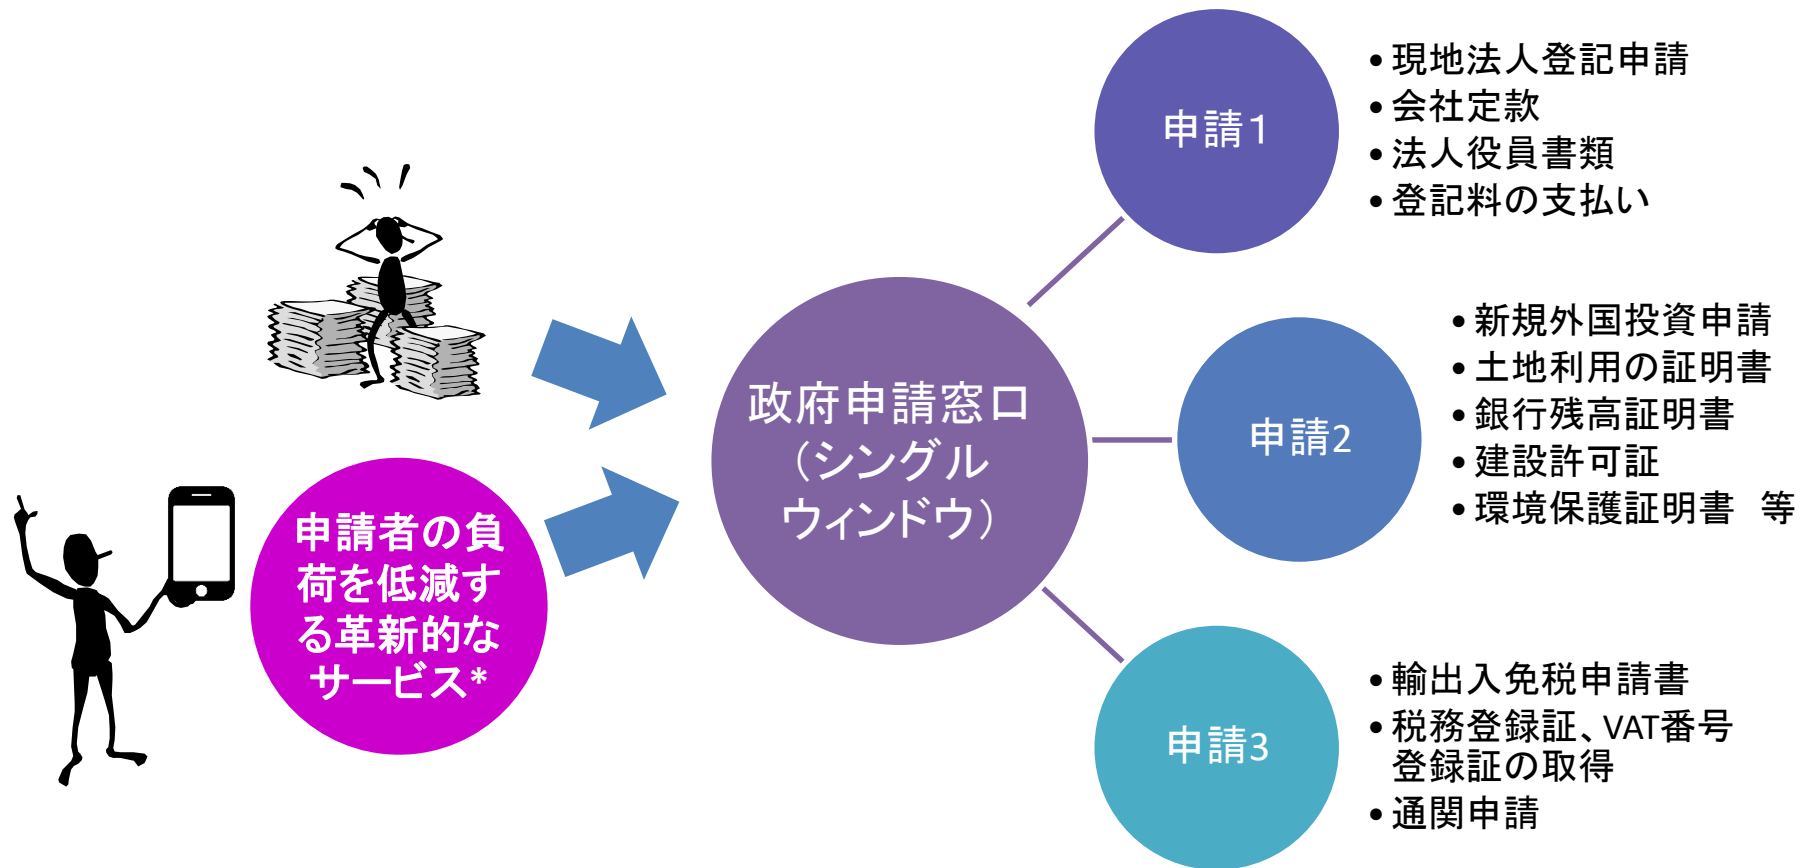 申請1
• 現地法人登記申請
• 会社定款
• 法人役員書類
• 登記料の支払い
政府申請窓口
（シングル
ウィンドウ）
申請2
• 新規外国投資申請
• 土地利用の証明書
• 銀行残高証明書
• 建設許可証
• 環境保護証明書　等
申請者の負
荷を低減す
る革新的な
サービス*
申請3
• 輸出入免税申請書
• 税務登録証、VAT番号
登録証の取得
• 通関申請